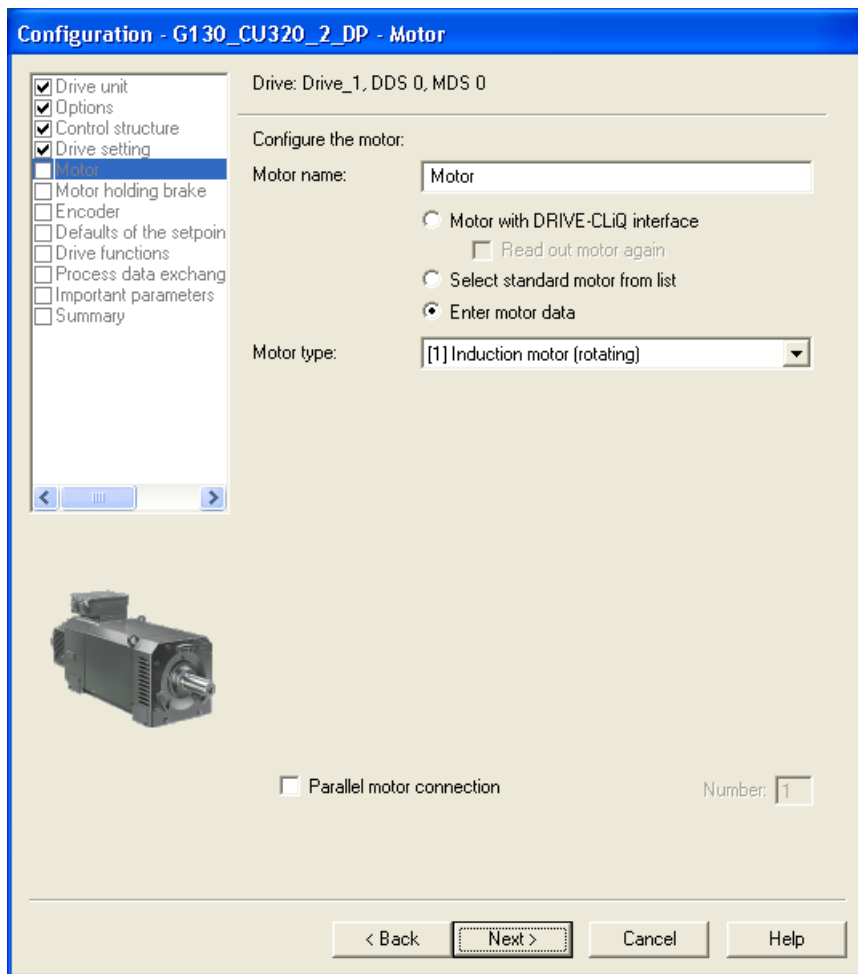 Configuration - G130_CU320_2_DP - Motor
Drive unit
Options
Control structure
Drive setting
Motor
Motor holding brake
Encoder
Defaults of the setpoin
Drive functions
Process data exchang
Important parameters
Summary
Drive: Drive_1, DDS 0, MDS 0
Configure the motor:
Motor name: Motor
Motor with DRIVE-CLiQ interface
Read out motor again
Select standard motor from list
Enter motor data
Motor type: [1] Induction motor (rotating)
Parallel motor connection Number: 1
< Back Next > Cancel Help